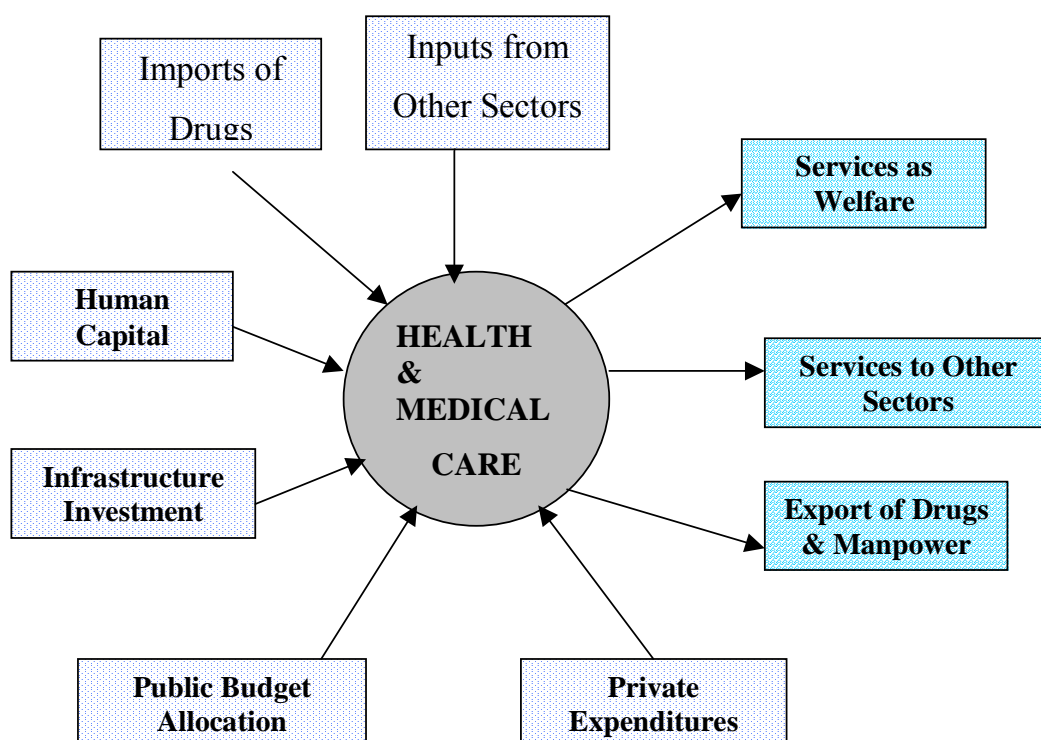 Imports of
Drugs
Inputs from
Other Sectors
Services as
Welfare
Human
Capital
HEALTH
&
MEDICAL
CARE
Services to Other
Sectors
Infrastructure
Investment
Export of Drugs
& Manpower
Public Budget
Allocation
Private
Expenditures